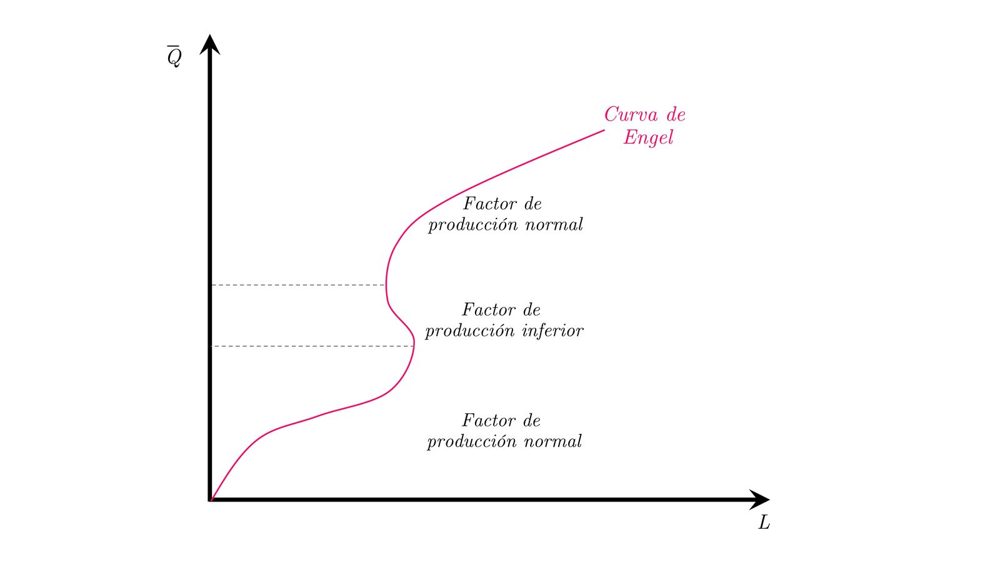 Q̅
Curva de
Engel
Factor de
producción normal
Factor de
producción inferior
Factor de
producción normal
L